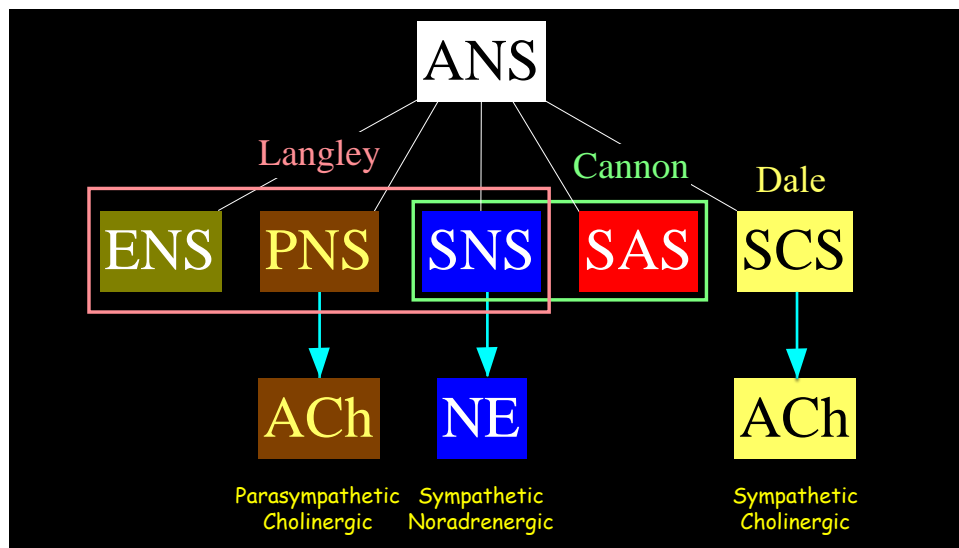 ANS
Langley
Cannon
Dale
ENS
PNS
SNS
SAS
SCS
ACh
NE
ACh
Parasympathetic
Cholinergic
Sympathetic
Noradrenergic
Sympathetic
Cholinergic